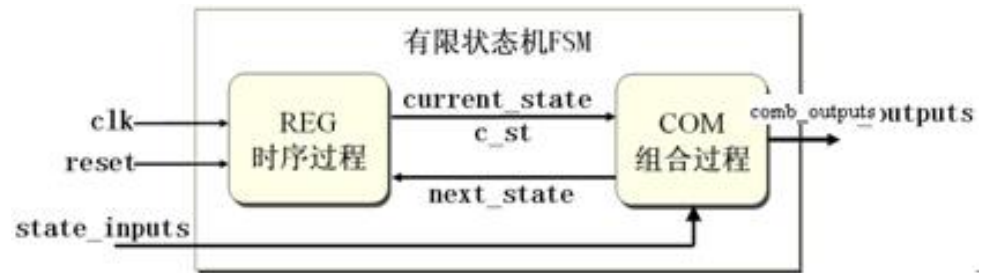 有限状态机FSM
clk
reset
REG
时序过程
current_state
c_st
next_state
COM
组合过程
comb_outputs
state_inputs